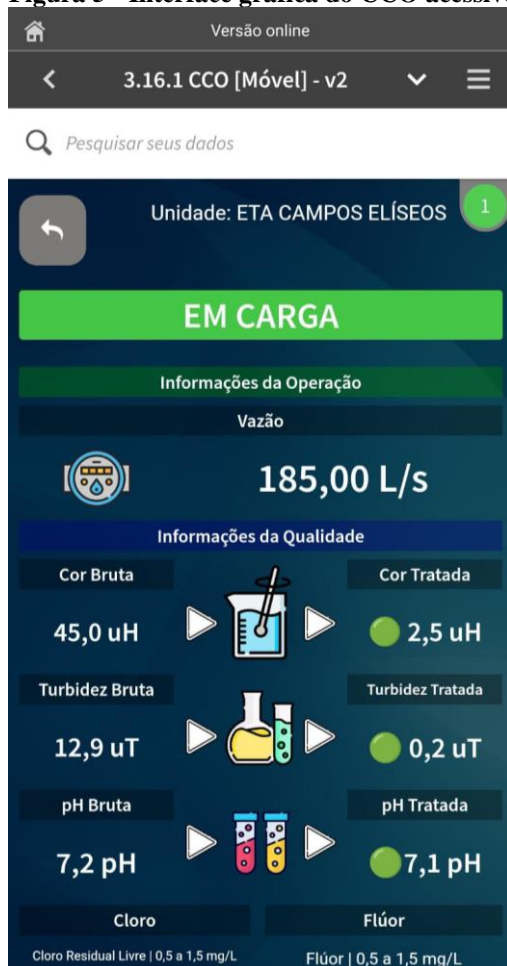 Figura 3 - Interface gráfica do CCO acessíve
Versão online
3.16.1 CCO [Móvel] - v2
Pesquisar seus dados
Unidade: ETA CAMPOS ELÍSEOS
1
EM CARGA
Informações da Operação
Vazão
185,00 L/s
Informações da Qualidade
Cor Bruta
Cor Tratada
45,0 uH
2,5 uH
Turbidez Bruta
Turbidez Tratada
12,9 uT
0,2 uT
pH Bruta
pH Tratada
7,2 pH
7,1 pH
Cloro
Flúor
Cloro Residual Livre | 0,5 a 1,5 mg/L
Flúor | 0,5 a 1,5 mg/L